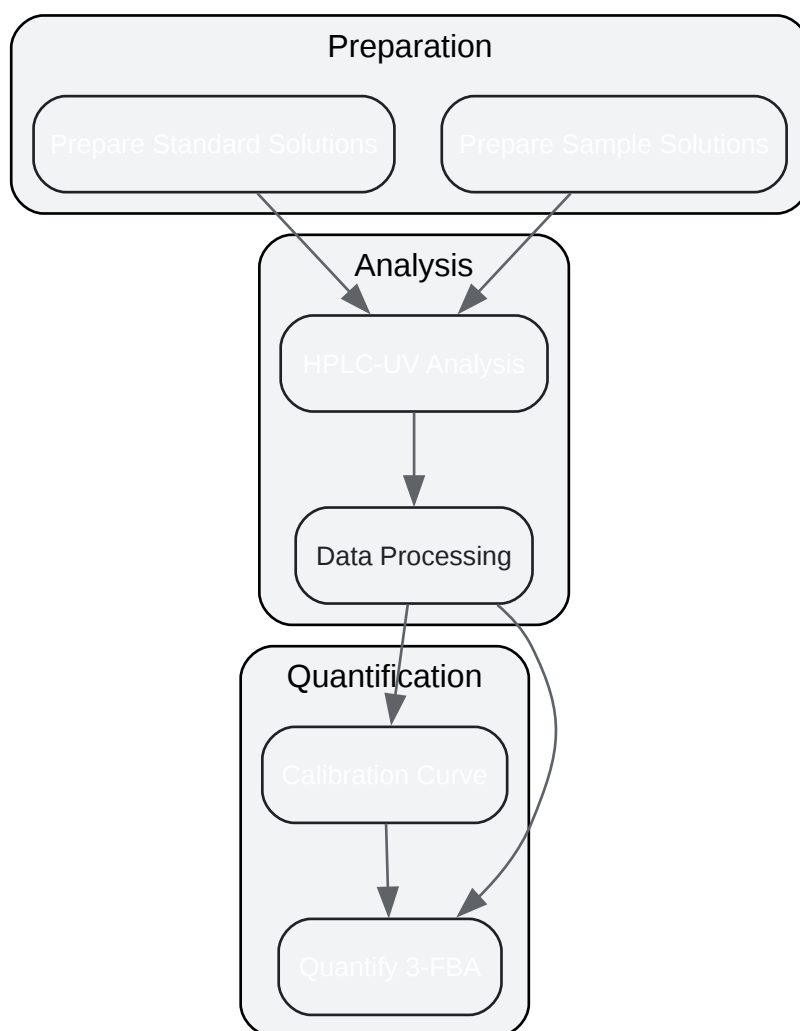 Preparation
Prepare Standard Solutions
Prepare Sample Solutions
Analysis
HPLC-UV Analysis
Data Processing
Quantification
Calibration Curve
Quantify 3-FBA